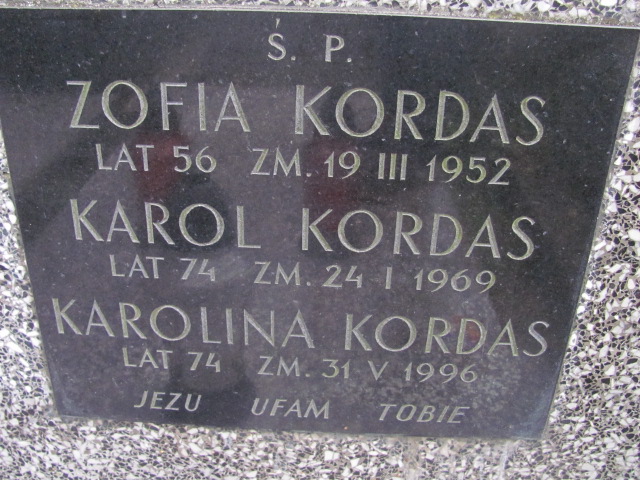 Ś. P.
ZOFIA KORDAS
LAT 56 ZM. 19 III 1952
KAROL KORDAS
LAT 74 ZM. 24 I 1969
KAROLINA KORDAS
LAT 74 ZM. 31 V 1996
JEZU UFAM TOBIE